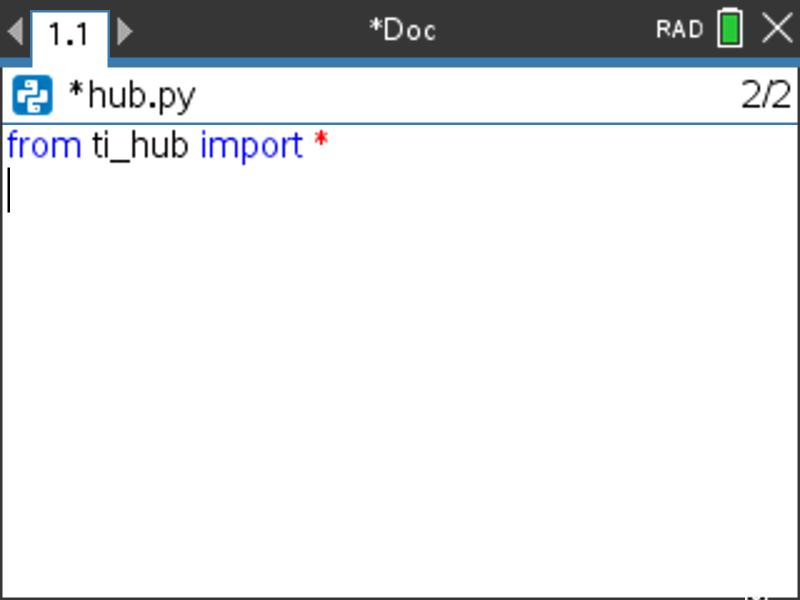 1.1
*Doc
RAD
*hub.py
2/2
from ti_hub import *